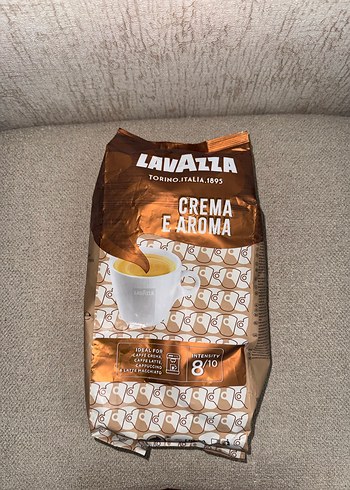 LAVAZZA
TORINO, ITALIA, 1895
CREMA
E AROMA
IDEAL FOR
CAFFÈ CREMA
CAFFÈ LATTE
CAPPUCCINO
& LATTE MACCHIATO
INTENSITY
8/10